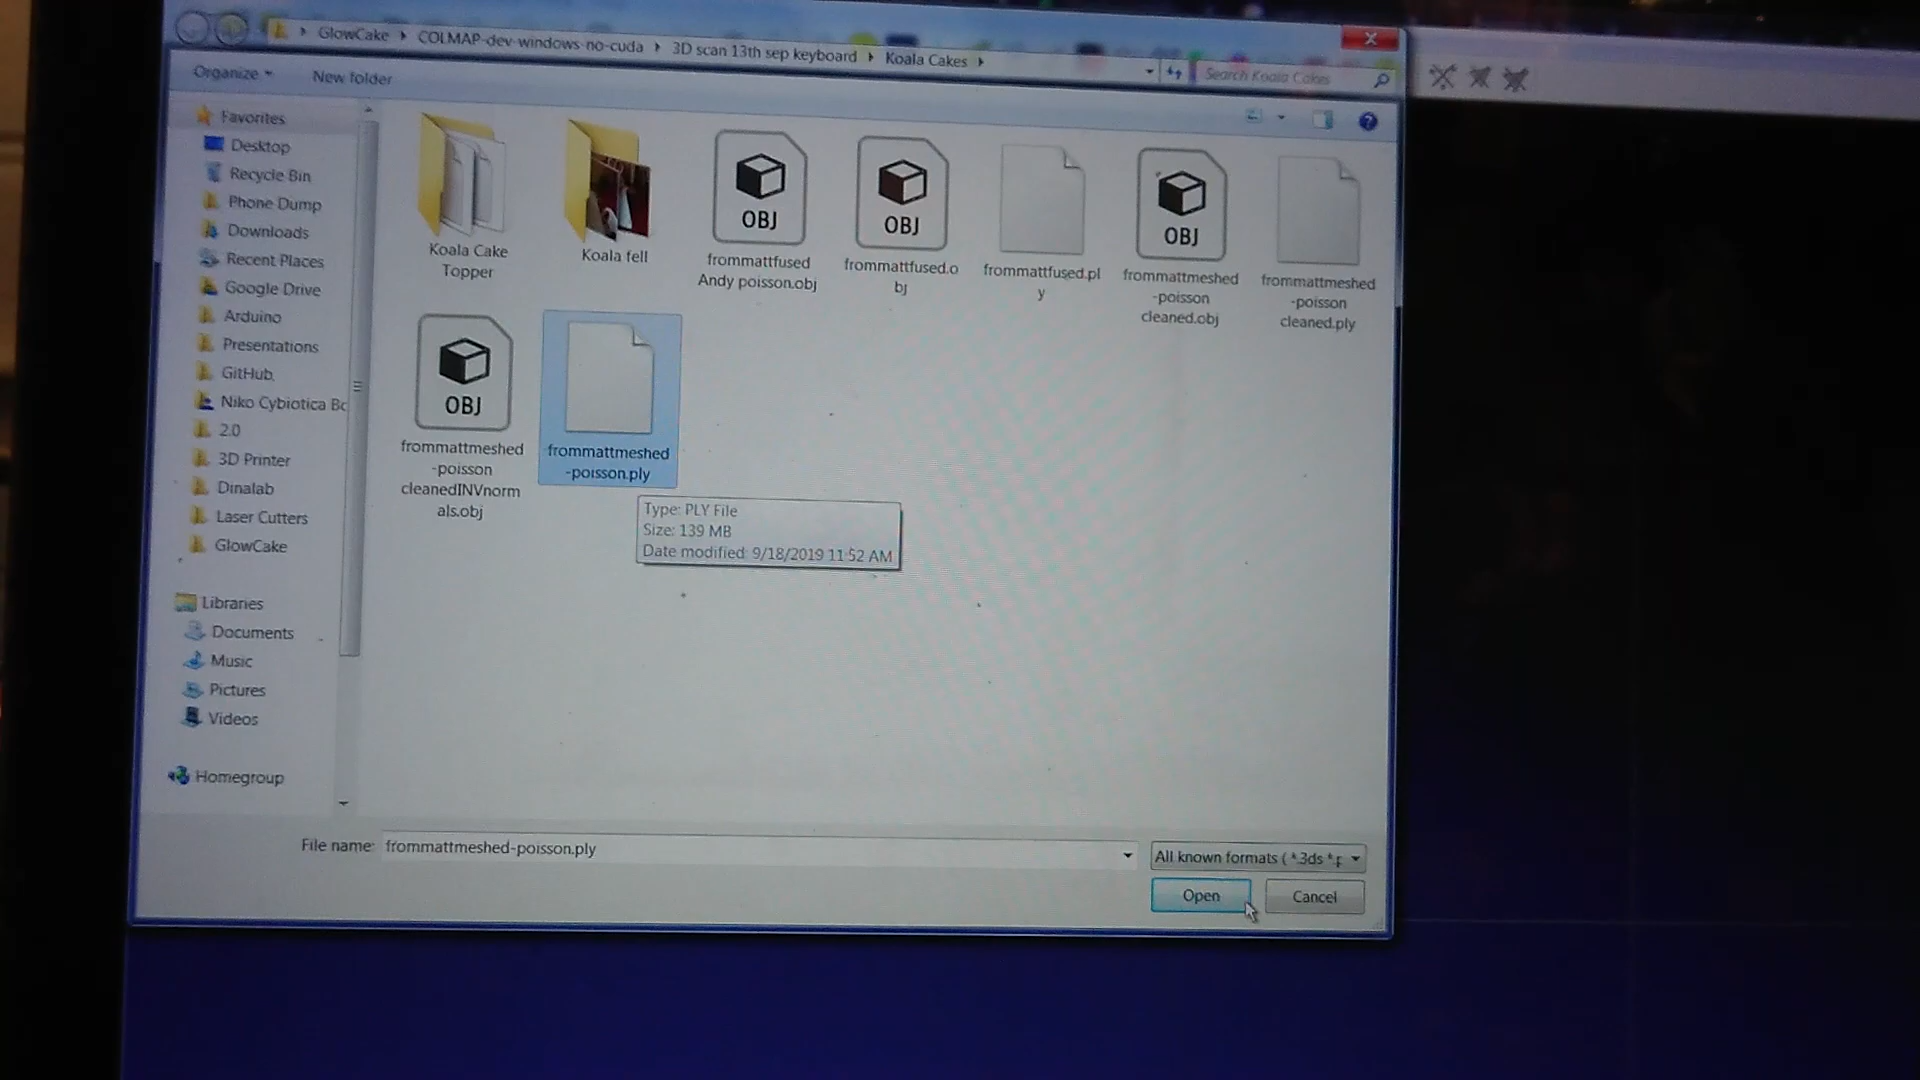 GlowCake COLMAP-dev-windows-no-cuda 3D scan 13th sep keyboard Koala Cakes
Search Koala Cakes
Organize
New folder
Favorites
Desktop
Recycle Bin
Phone Dump
Downloads
Recent Places
Google Drive
Arduino
Presentations
GitHub
Niko Cybiotica Bc
2.0
3D Printer
Dinalab
Laser Cutters
GlowCake
Libraries
Documents
Music
Pictures
Videos
Homegroup
Koala Cake
Topper
Koala fell
OBJ
frommattfused
Andy poisson.obj
OBJ
frommattfused.o
bj
frommattfused.pl
y
OBJ
frommattmeshed
-poisson
cleaned.obj
frommattmeshed
-poisson
cleaned.ply
OBJ
frommattmeshed
-poisson
cleanedINVnorm
als.obj
frommattmeshed
-poisson.ply
Type: PLY File
Size: 139 MB
Date modified: 9/18/2019 11:52 AM
File name:
frommattmeshed-poisson.ply
All known formats ( *.3ds *.p
Open
Cancel